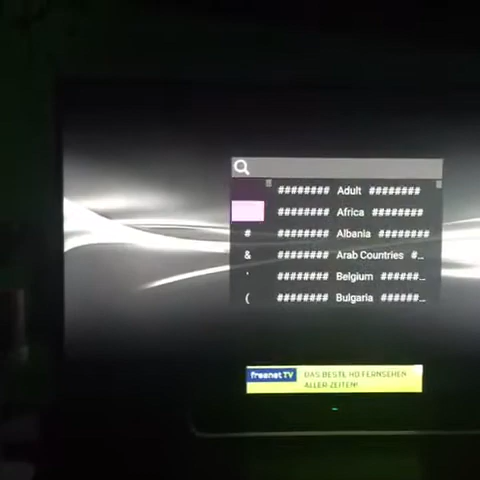 ######## Adult ########
######## Africa ########
# ######## Albania ########
& ######## Arab Countries #…
' ######## Belgium ######…
( ######## Bulgaria ######…
freenet TV DAS BESTE HD FERNSEHEN
ALLER ZEITEN!